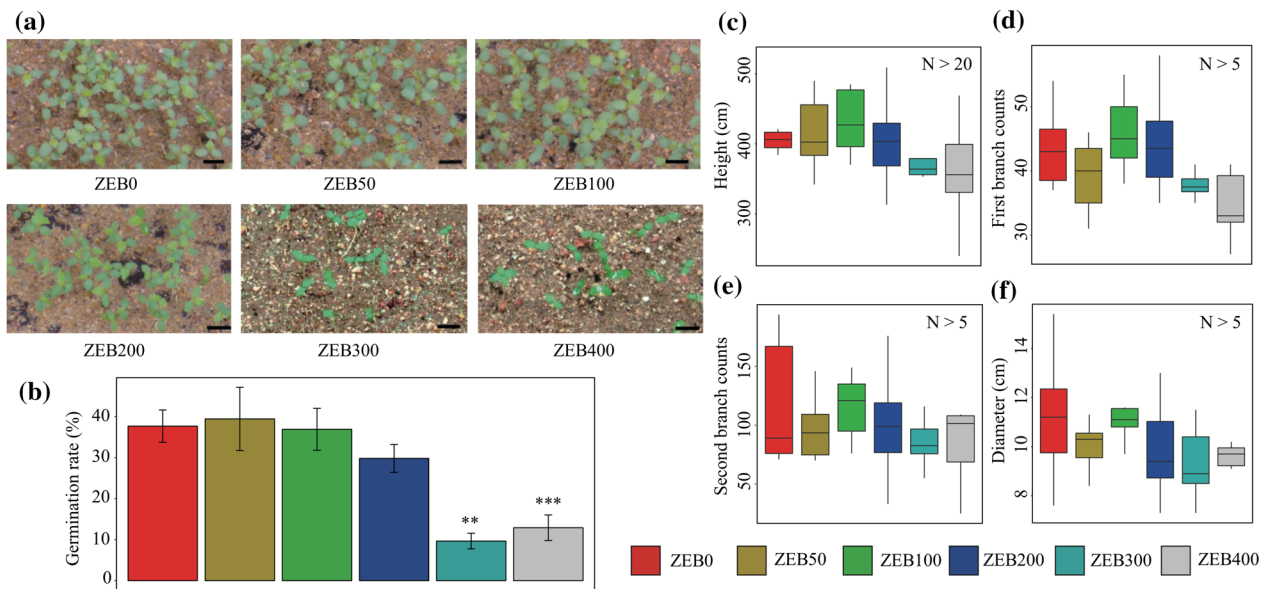 (a)
ZEB0 ZEB50 ZEB100
ZEB200 ZEB300 ZEB400
(b)
Germination rate (%)
40
30
20
10
0
**
***
(c)
N > 20
Height (cm)
500
400
300
(d)
N > 5
First branch counts
50
40
30
(e)
N > 5
Second branch counts
150
100
50
(f)
N > 5
Diameter (cm)
14
11
10
8
ZEB0 ZEB50 ZEB100 ZEB200 ZEB300 ZEB400